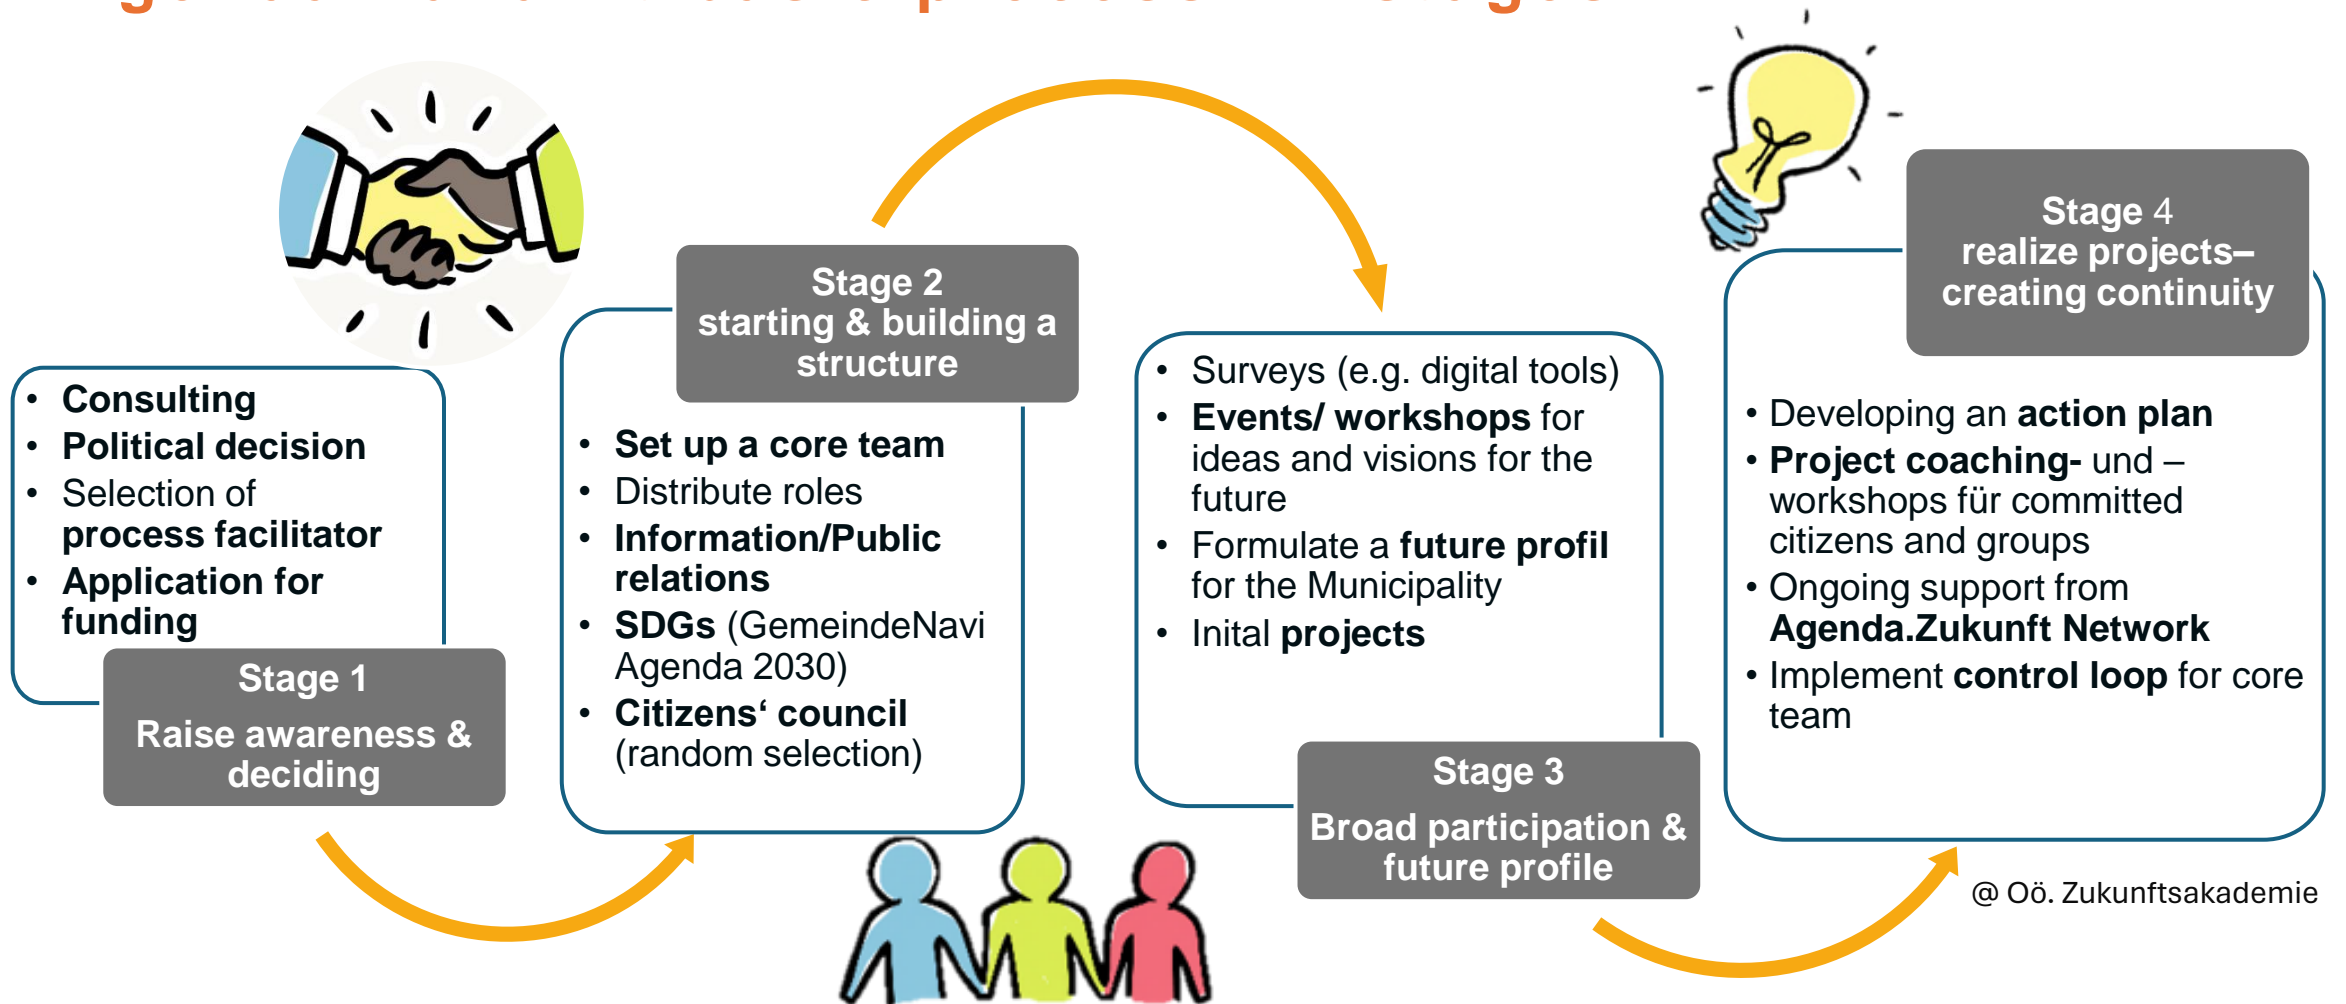 Consulting
Political decision
Selection of
process facilitator
Application for
funding
Stage 1
Raise awareness &
deciding
Stage 2
starting & building a
structure
Set up a core team
Distribute roles
Information/Public
relations
SDGs (GemeindeNavi
Agenda 2030)
Citizens‘ council
(random selection)
Surveys (e.g. digital tools)
Events/ workshops for
ideas and visions for the
future
Formulate a future profil
for the Municipality
Inital projects
Stage 3
Broad participation &
future profile
Stage 4
realize projects–
creating continuity
Developing an action plan
Project coaching- und –
workshops für committed
citizens and groups
Ongoing support from
Agenda.Zukunft Network
Implement control loop for core
team
@ Oö. Zukunftsakademie